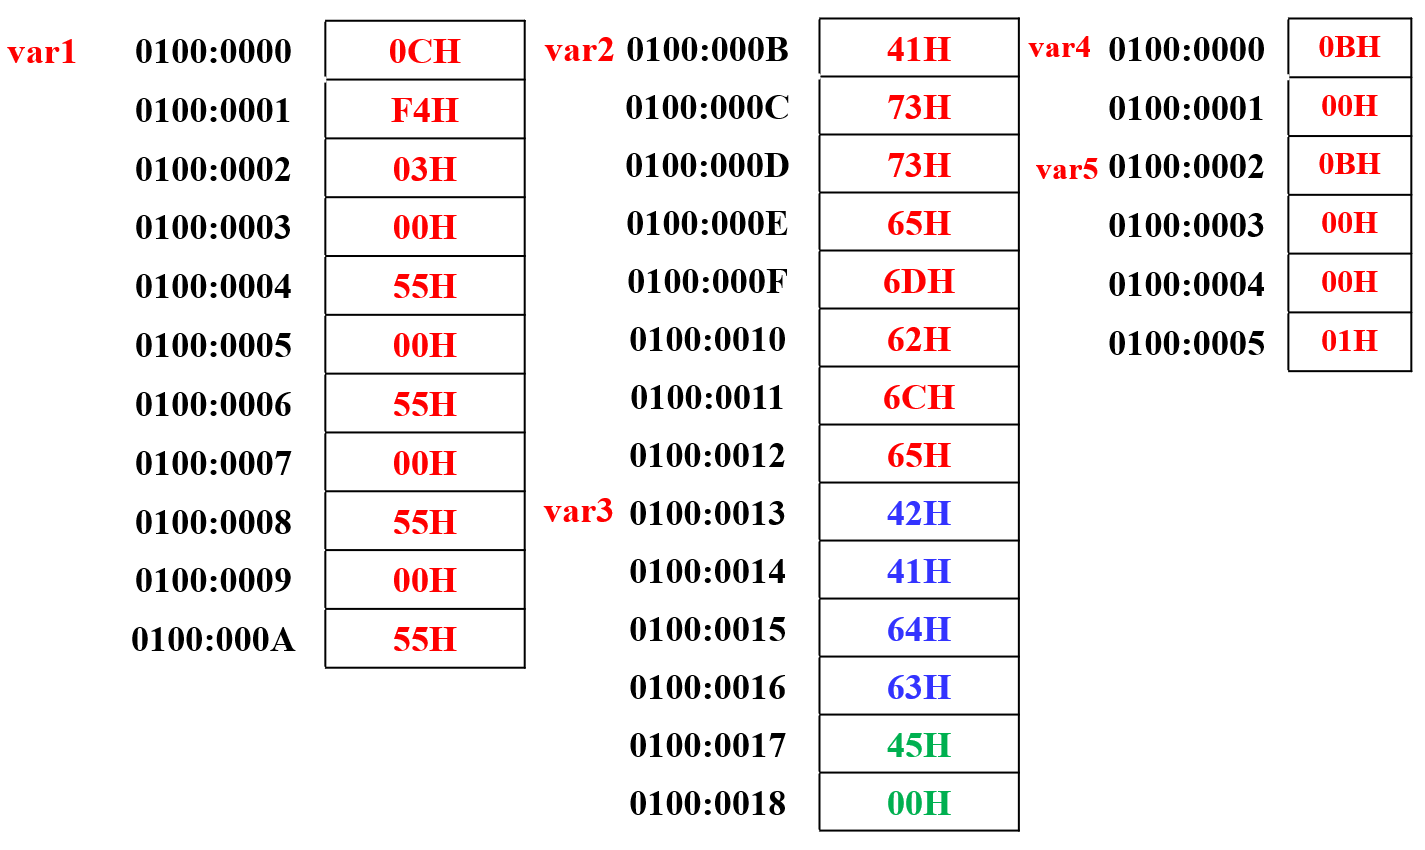 var1 0100:0000 0CH
0100:0001 F4H
0100:0002 03H
0100:0003 00H
0100:0004 55H
0100:0005 00H
0100:0006 55H
0100:0007 00H
0100:0008 55H
0100:0009 00H
0100:000A 55H
var2 0100:000B 41H
0100:000C 73H
0100:000D 73H
0100:000E 65H
0100:000F 6DH
0100:0010 62H
0100:0011 6CH
0100:0012 65H
var3 0100:0013 42H
0100:0014 41H
0100:0015 64H
0100:0016 63H
0100:0017 45H
0100:0018 00H
var4 0100:0000 0BH
0100:0001 00H
var5 0100:0002 0BH
0100:0003 00H
0100:0004 00H
0100:0005 01H